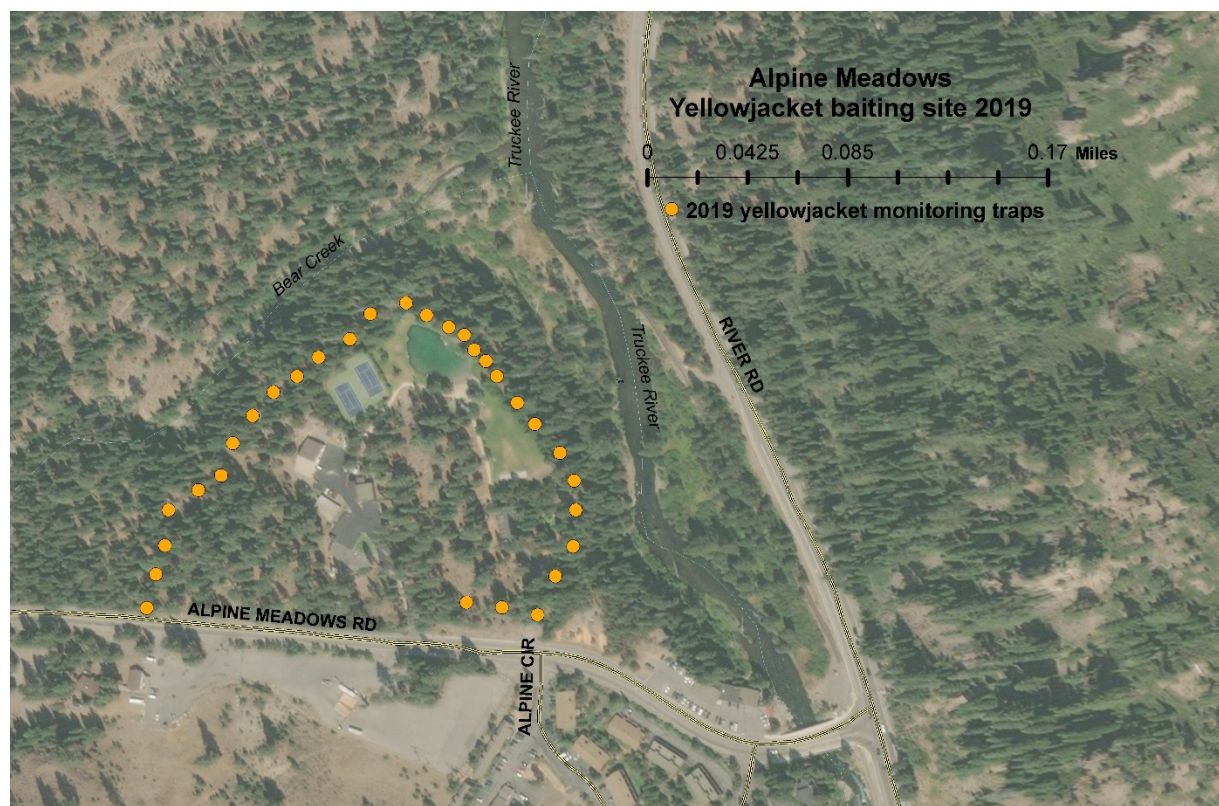 Alpine Meadows
Yellowjacket baiting site 2019
0 0.0425 0.085 0.17 Miles
2019 yellowjacket monitoring traps
Truckee River
Bear Creek
Truckee River
RIVER RD
ALPINE MEADOWS RD
ALPINE CIR